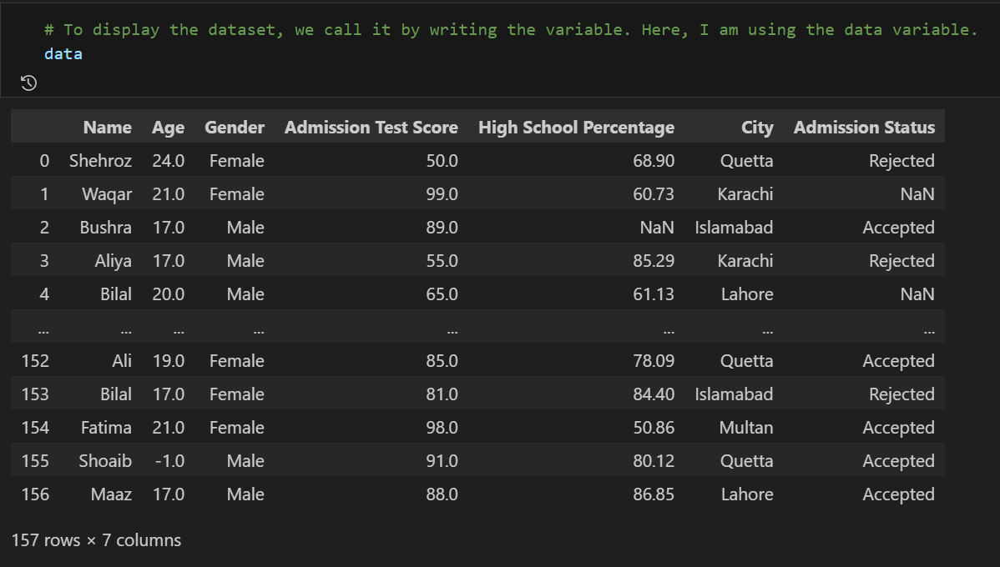 # To display the dataset, we call it by writing the variable. Here, I am using the data variable.
data
Name Age Gender Admission Test Score High School Percentage City Admission Status
0 Shehroz 24.0 Female 50.0 68.90 Quetta Rejected
1 Waqar 21.0 Female 99.0 60.73 Karachi NaN
2 Bushra 17.0 Male 89.0 NaN Islamabad Accepted
3 Aliya 17.0 Male 55.0 85.29 Karachi Rejected
4 Bilal 20.0 Male 65.0 61.13 Lahore NaN
... ... ... ... ... ... ... ...
152 Ali 19.0 Female 85.0 78.09 Quetta Accepted
153 Bilal 17.0 Female 81.0 84.40 Islamabad Rejected
154 Fatima 21.0 Female 98.0 50.86 Multan Accepted
155 Shoaib -1.0 Male 91.0 80.12 Quetta Accepted
156 Maaz 17.0 Male 88.0 86.85 Lahore Accepted
157 rows × 7 columns